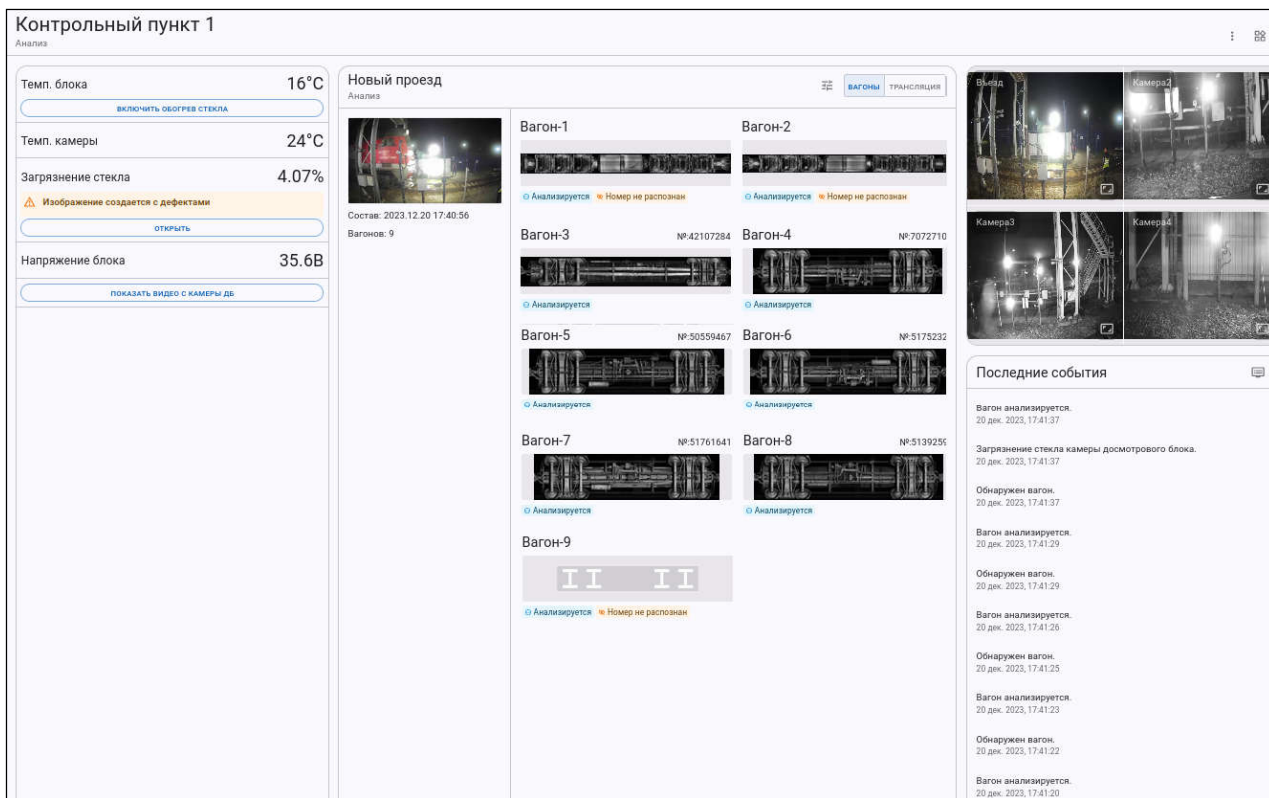 Контрольный пункт 1
Анализ
Темп. блока 16°C
ВКЛЮЧИТЬ ОБОГРЕВ СТЕКЛА
Темп. камеры 24°C
Загрязнение стекла 4.07%
Изображение создается с дефектами
ОТКРЫТЬ
Напряжение блока 35.6В
ПОКАЗАТЬ ВИДЕО С КАМЕРЫ ДБ
Новый проезд
Анализ
ВАГОНЫ ТРАНСЛЯЦИЯ
Состав: 2023.12.20 17:40:56
Вагонов: 9
Вагон-1
Анализируется Номер не распознан
Вагон-2
Анализируется Номер не распознан
Вагон-3 №:42107284
Анализируется
Вагон-4 №:7072710
Анализируется
Вагон-5 №:50559467
Анализируется
Вагон-6 №:5175232
Анализируется
Вагон-7 №:51761641
Анализируется
Вагон-8 №:5139259
Анализируется
Вагон-9
Анализируется Номер не распознан
Въезд
Камера2
Камера3
Камера4
Последние события
Вагон анализируется.
20 дек. 2023, 17:41:37
Загрязнение стекла камеры досмотрового блока.
20 дек. 2023, 17:41:37
Обнаружен вагон.
20 дек. 2023, 17:41:37
Вагон анализируется.
20 дек. 2023, 17:41:29
Обнаружен вагон.
20 дек. 2023, 17:41:29
Вагон анализируется.
20 дек. 2023, 17:41:26
Обнаружен вагон.
20 дек. 2023, 17:41:25
Вагон анализируется.
20 дек. 2023, 17:41:23
Обнаружен вагон.
20 дек. 2023, 17:41:22
Вагон анализируется.
20 дек. 2023, 17:41:20